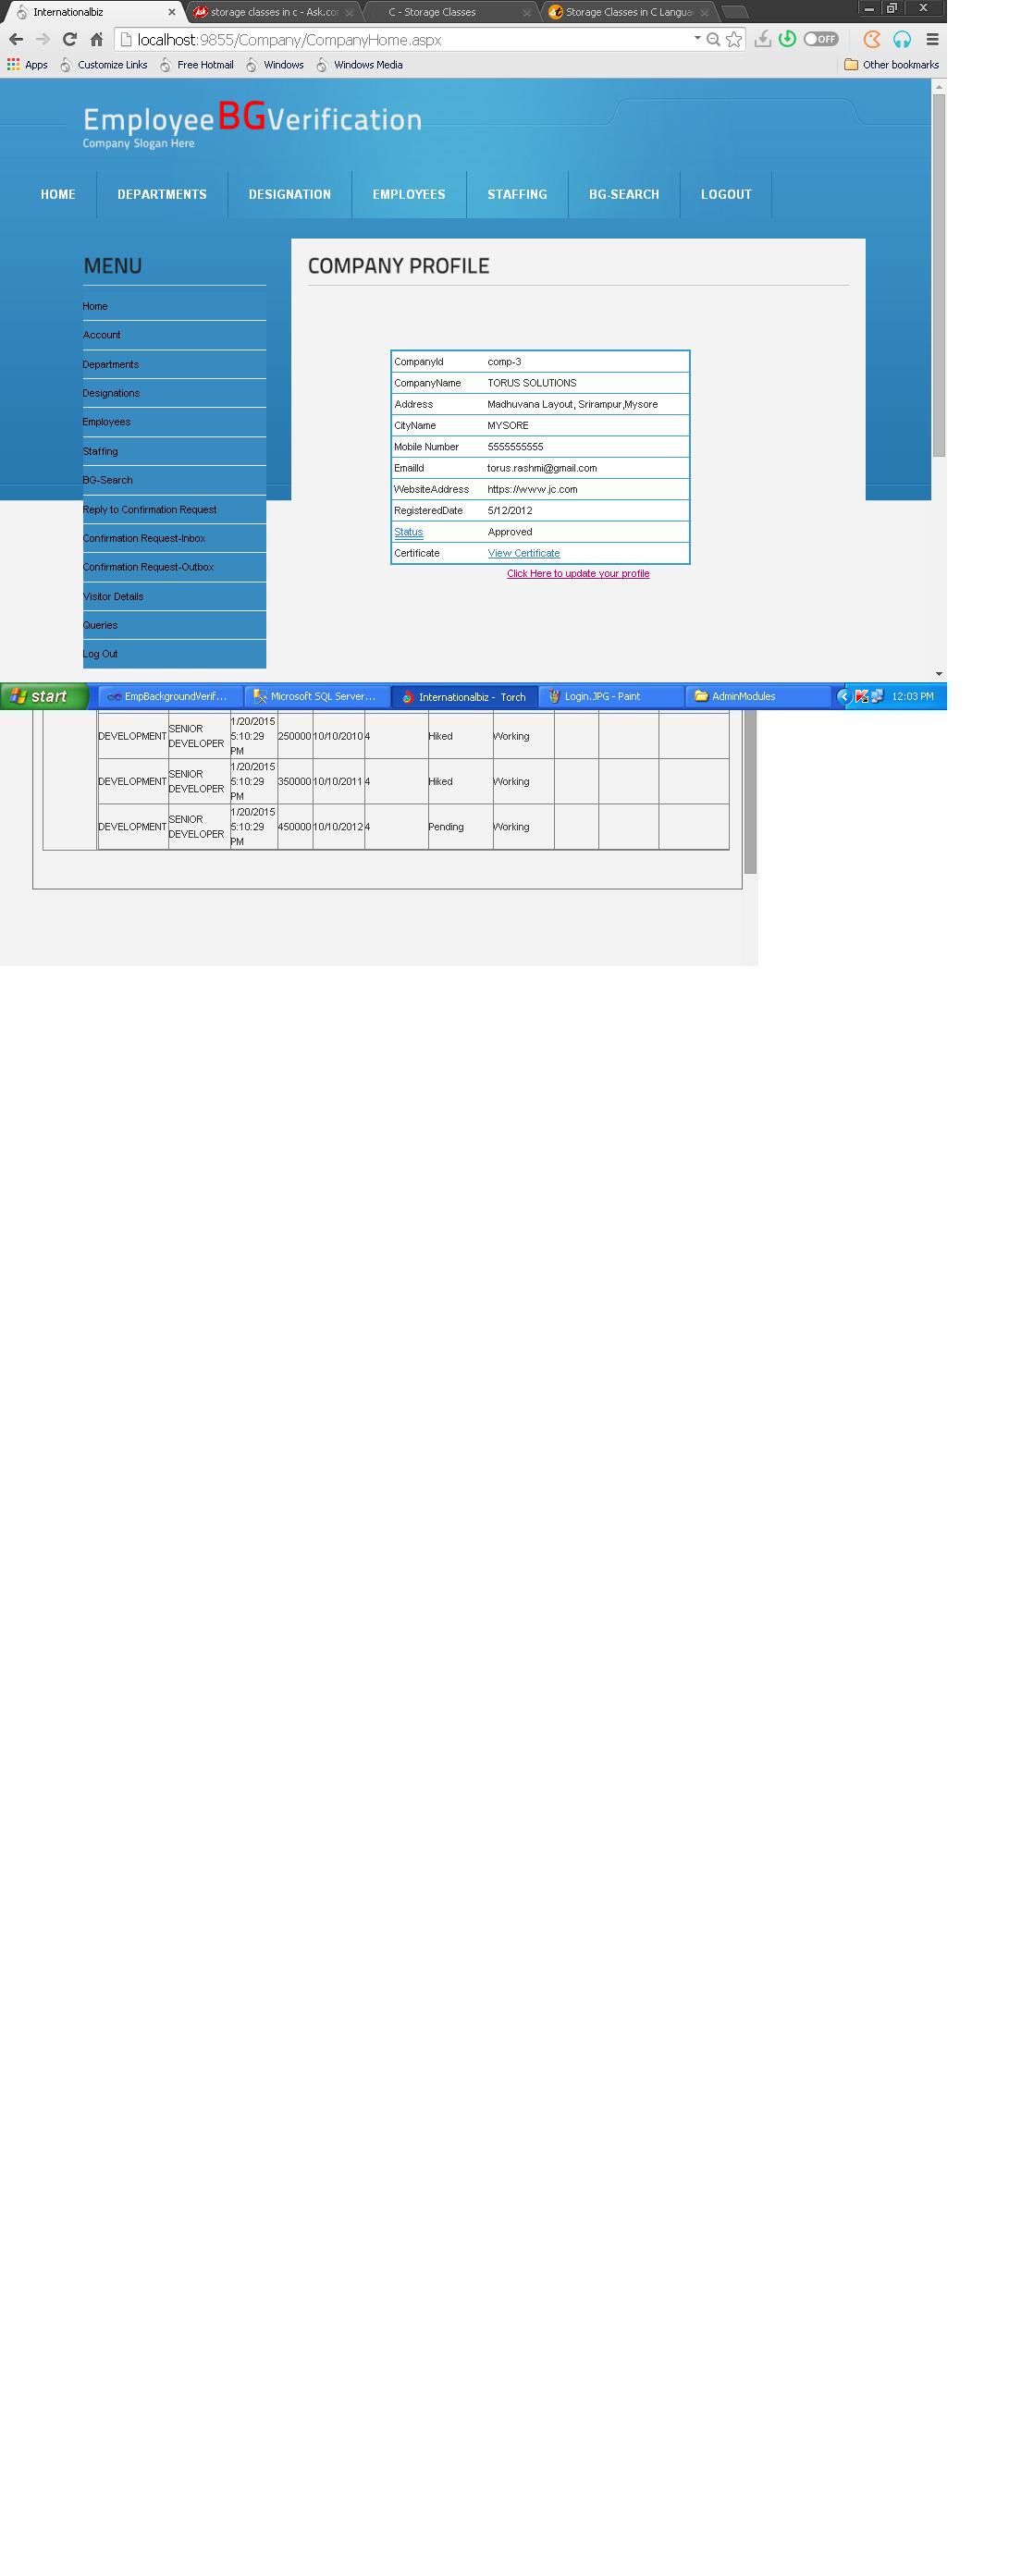 Internationalbiz
storage classes in c - Ask.co
C - Storage Classes
Storage Classes in C Langua
localhost:9855/Company/CompanyHome.aspx
OFF
Apps Customize Links Free Hotmail Windows Windows Media Other bookmarks
EmployeeBGVerification
Company Slogan Here
HOME DEPARTMENTS DESIGNATION EMPLOYEES STAFFING BG-SEARCH LOGOUT
MENU
Home
Account
Departments
Designations
Employees
Staffing
BG-Search
Reply to Confirmation Request
Confirmation Request-Inbox
Confirmation Request-Outbox
Visitor Details
Queries
Log Out
COMPANY PROFILE
CompanyId comp-3
CompanyName TORUS SOLUTIONS
Address Madhuvana Layout, Srirampur,Mysore
CityName MYSORE
Mobile Number 5555555555
EmailId torus.rashmi@gmail.com
WebsiteAddress https://www.jc.com
RegisteredDate 5/12/2012
Status Approved
Certificate View Certificate
Click Here to update your profile
start EmpBackgroundVerif... Microsoft SQL Server... Internationalbiz - Torch Login.JPG - Paint AdminModules 12:03 PM
DEVELOPMENT SENIOR DEVELOPER 1/20/2015 5:10:29 PM 250000 10/10/2010 4 Hiked Working
DEVELOPMENT SENIOR DEVELOPER 1/20/2015 5:10:29 PM 350000 10/10/2011 4 Hiked Working
DEVELOPMENT SENIOR DEVELOPER 1/20/2015 5:10:29 PM 450000 10/10/2012 4 Pending Working